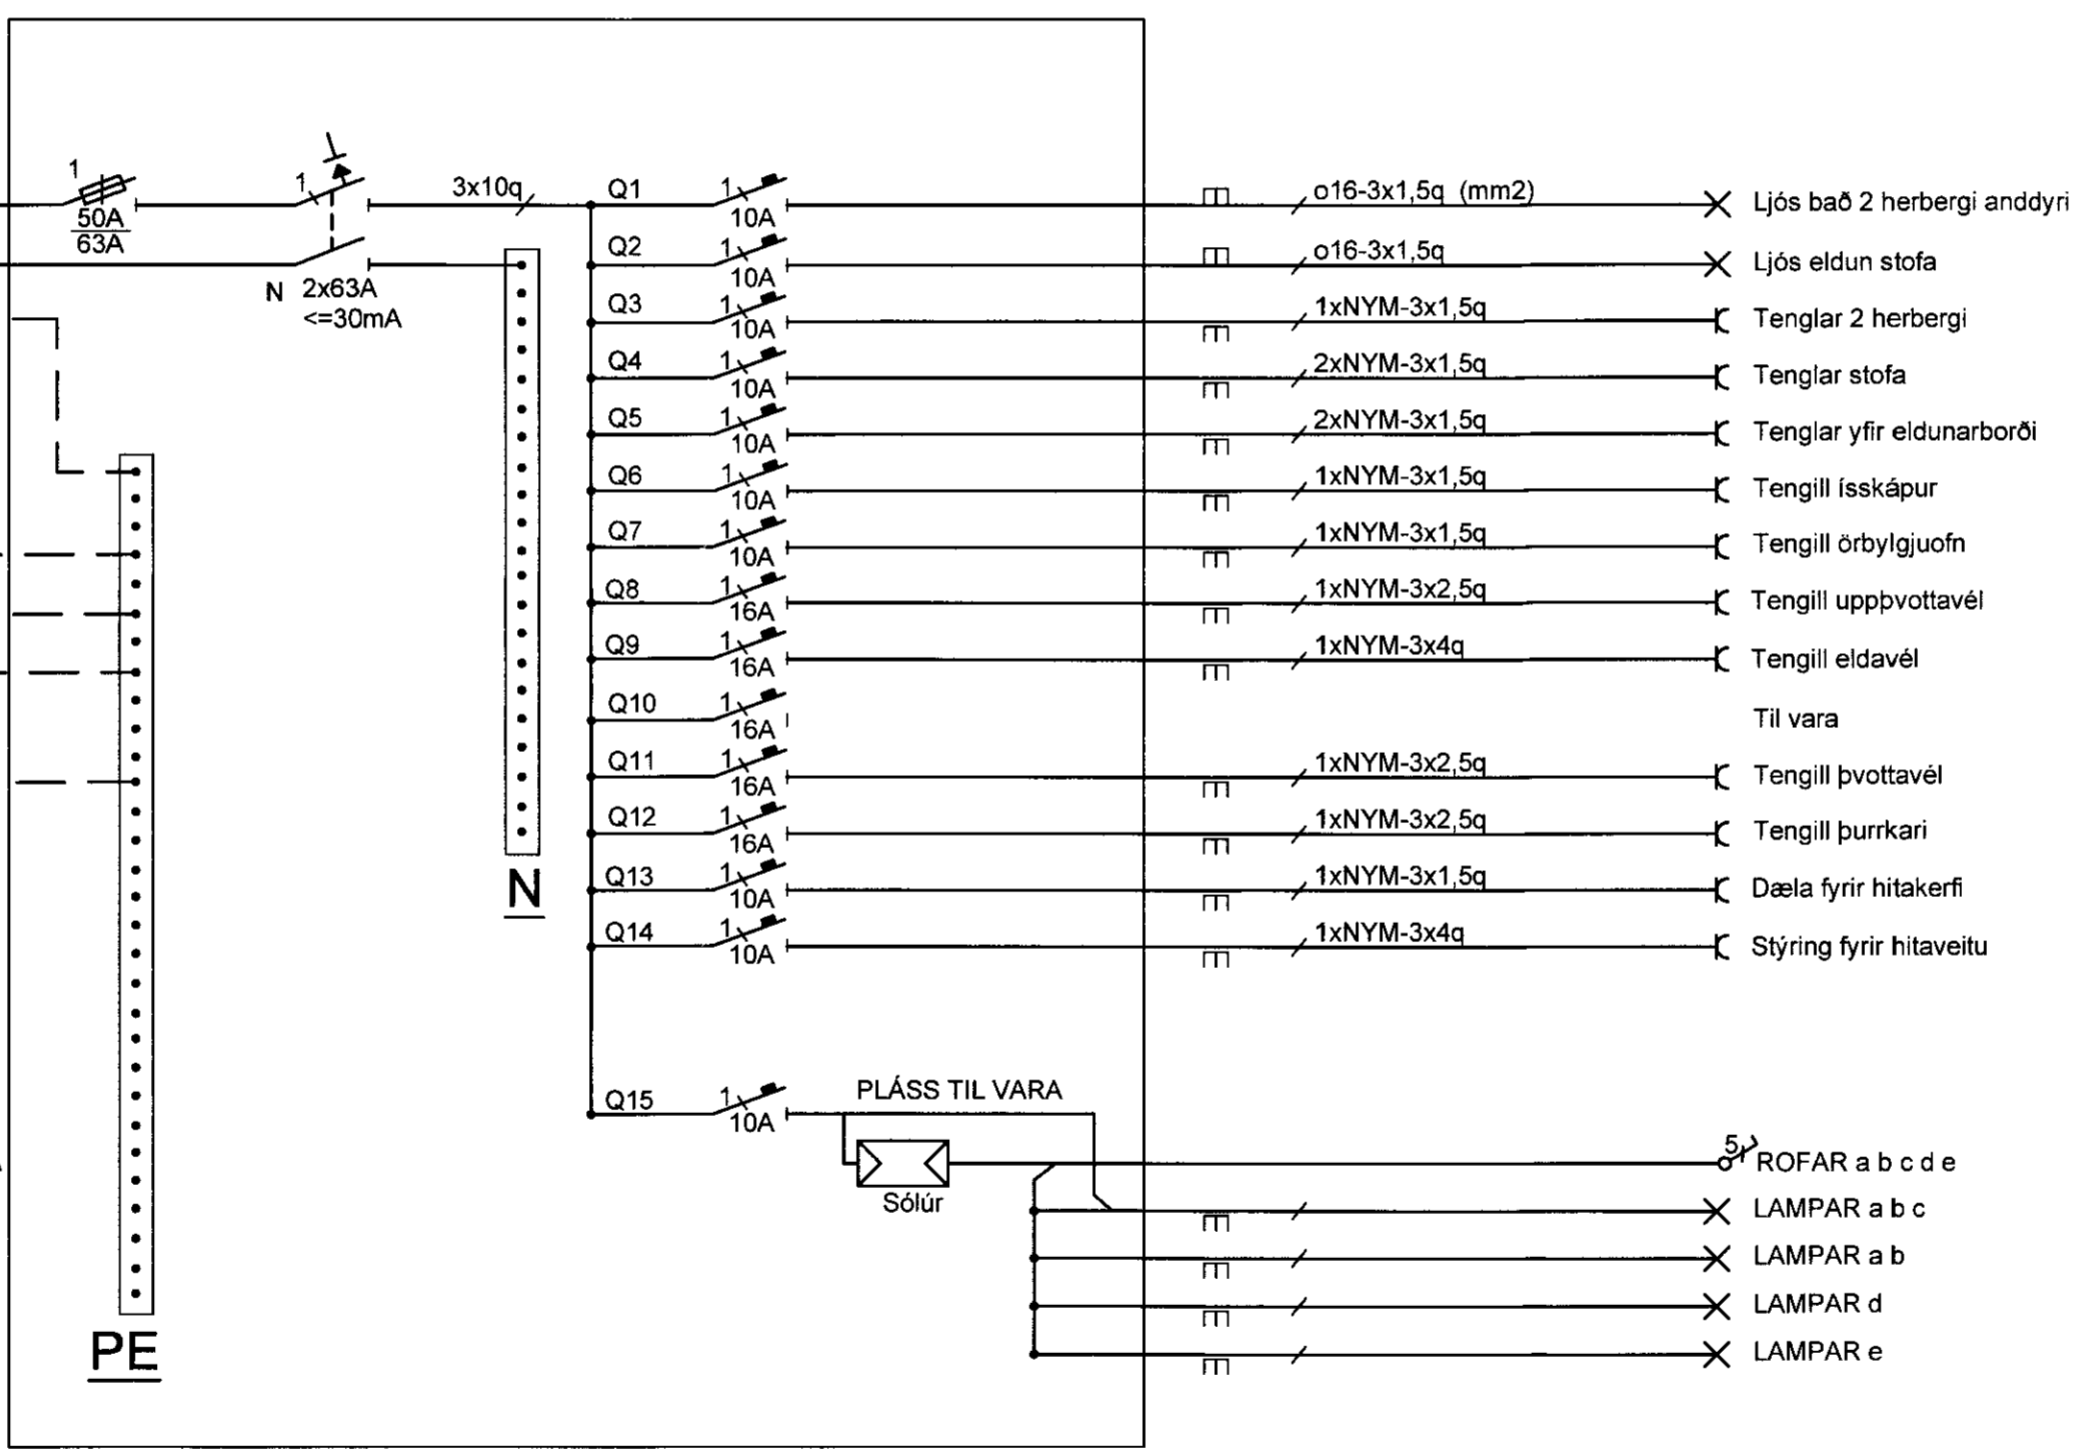 1
50A
63A
1
N 2x63A
<=30mA
3x10q
N
PE
Q1 1 10A o16-3x1,5q (mm2) Ljós bað 2 herbergi anddyri
Q2 1 10A o16-3x1,5q Ljós eldun stofa
Q3 1 10A 1xNYM-3x1,5q Tenglar 2 herbergi
Q4 1 10A 2xNYM-3x1,5q Tenglar stofa
Q5 1 10A 2xNYM-3x1,5q Tenglar yfir eldunarborði
Q6 1 10A 1xNYM-3x1,5q Tengill ísskápur
Q7 1 10A 1xNYM-3x1,5q Tengill örbylgjuofn
Q8 1 16A 1xNYM-3x2,5q Tengill uppþvottavél
Q9 1 16A 1xNYM-3x4q Tengill eldavél
Q10 1 16A Til vara
Q11 1 16A 1xNYM-3x2,5q Tengill þvottavél
Q12 1 16A 1xNYM-3x2,5q Tengill þurrkari
Q13 1 10A 1xNYM-3x1,5q Dæla fyrir hitakerfi
Q14 1 10A 1xNYM-3x4q Stýring fyrir hitaveitu
Q15 1 10A PLÁSS TIL VARA
Sólúr
5 ROFAR a b c d e
LAMPAR a b c
LAMPAR a b
LAMPAR d
LAMPAR e